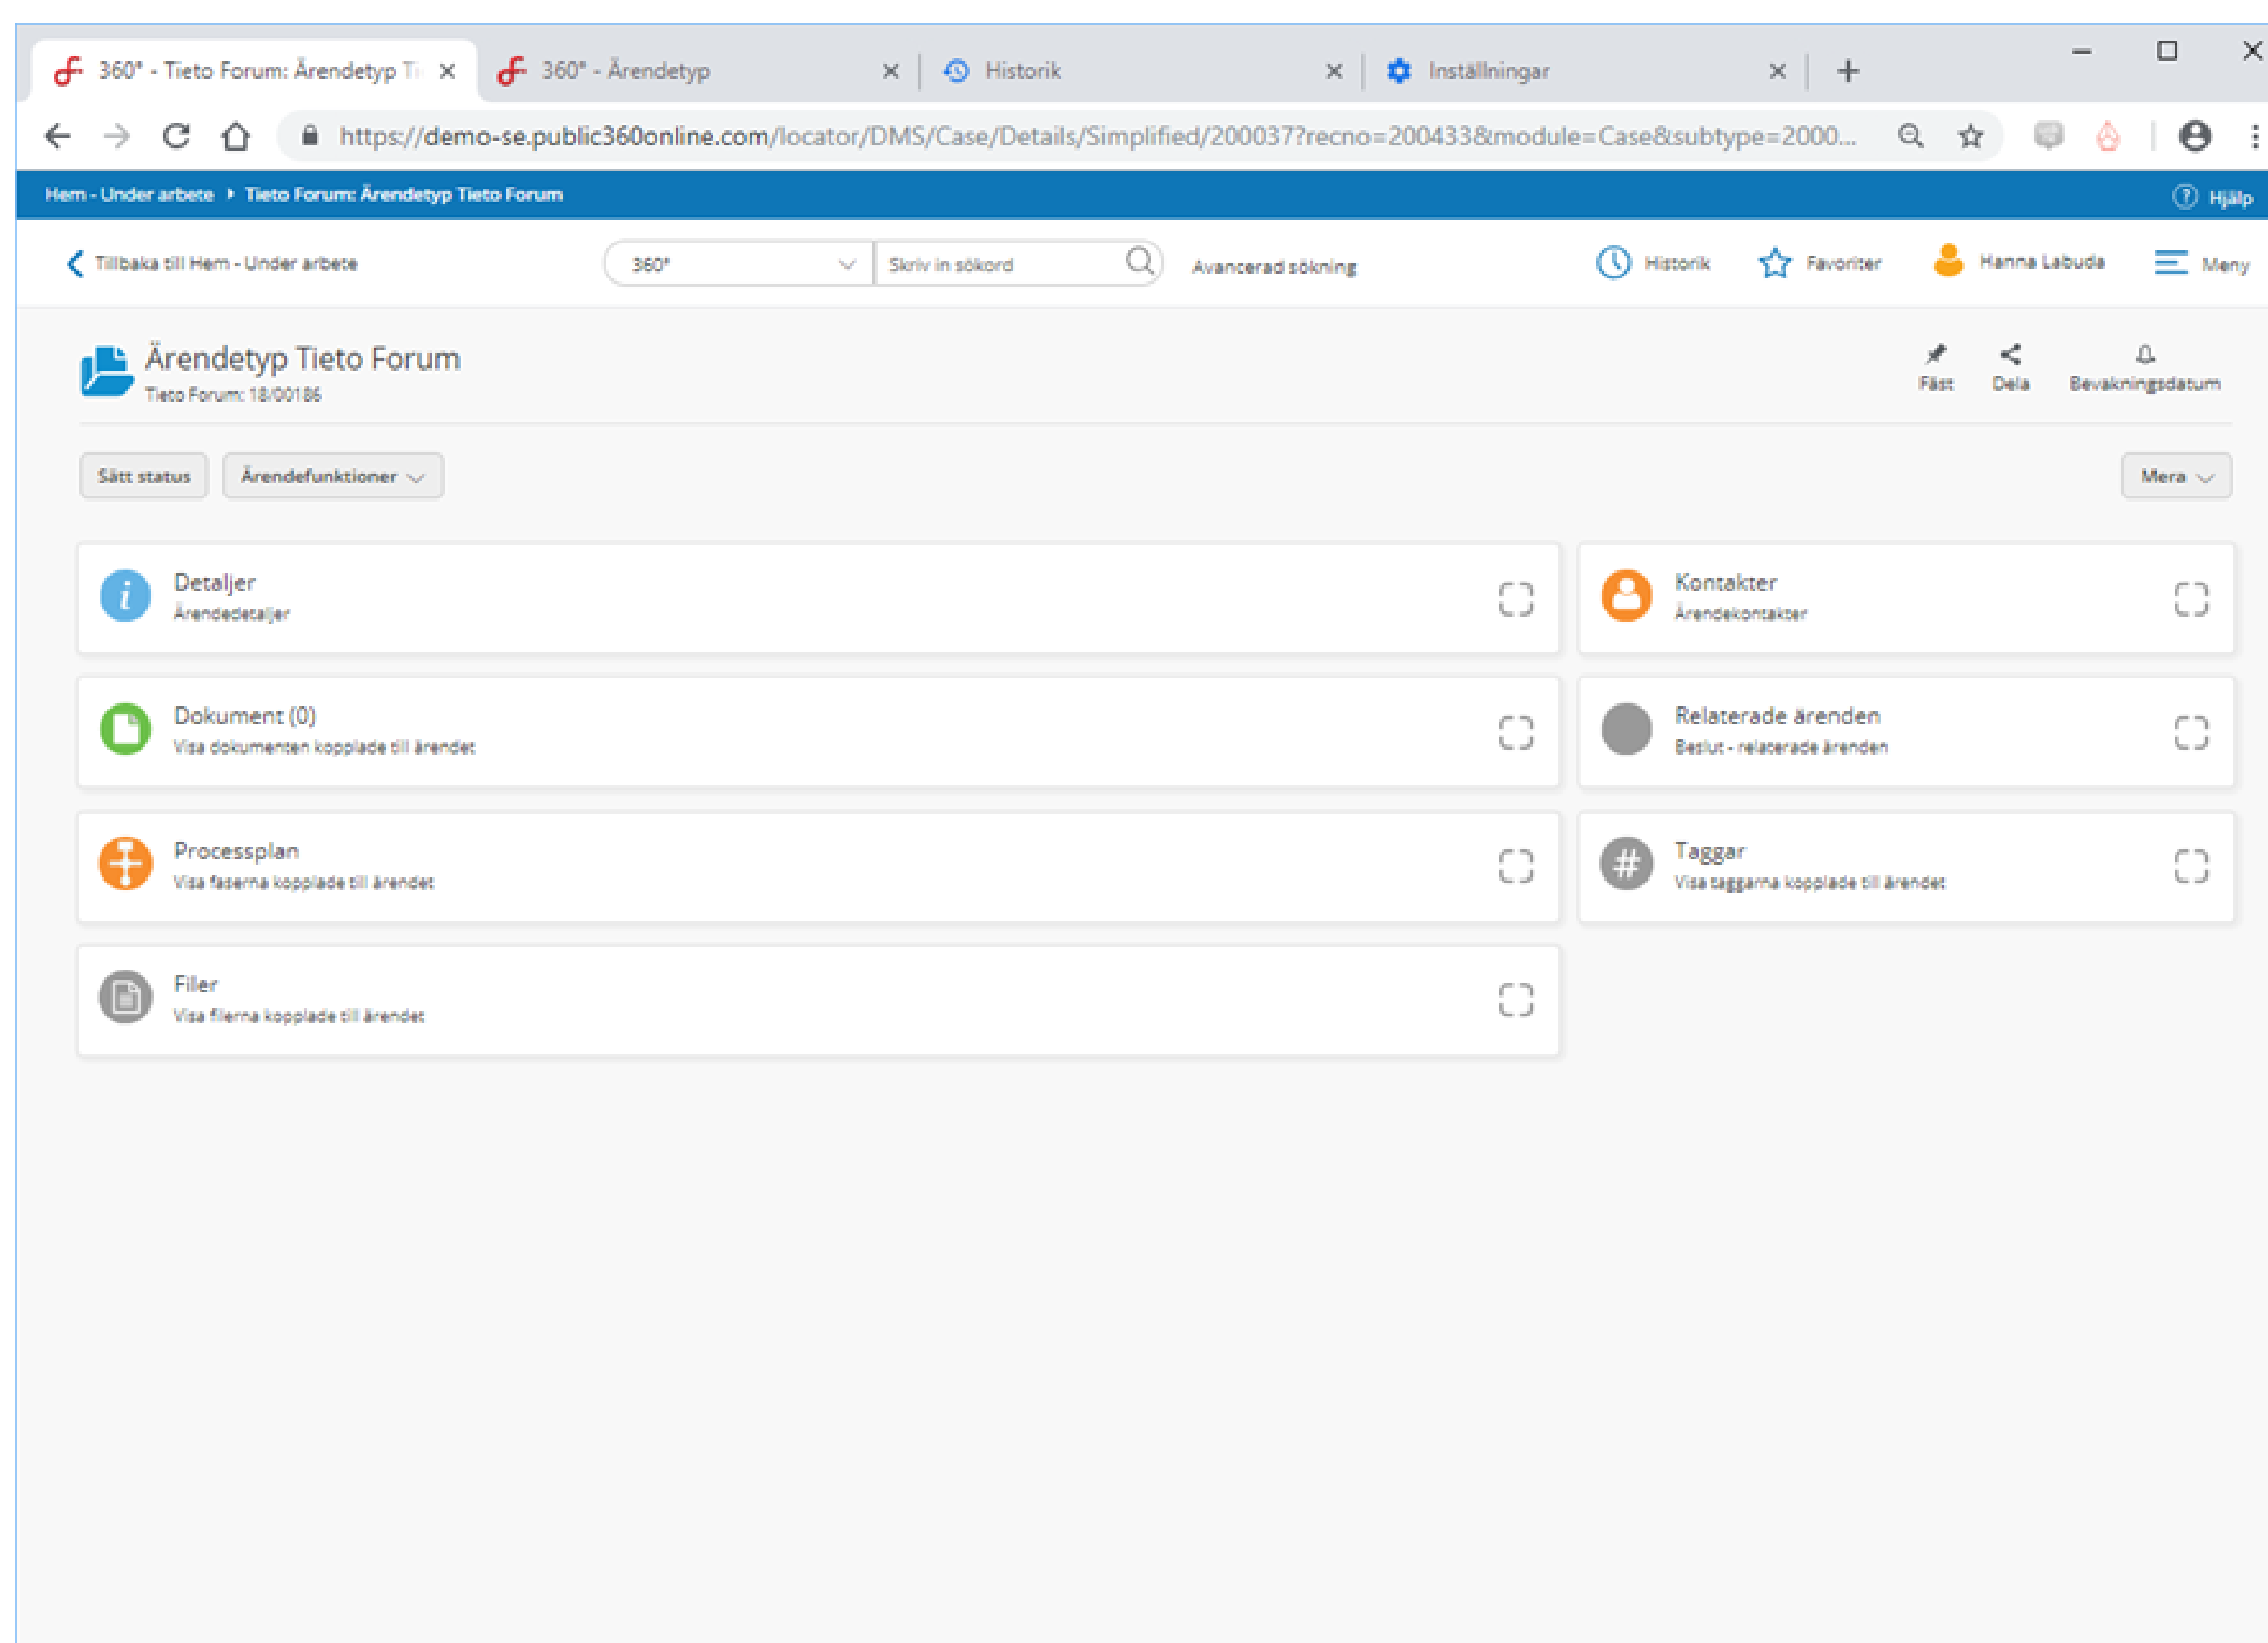 360° - Tieto Forum: Ärendetyp Ti
360° - Ärendetyp
Historik
Inställningar
https://demo-se.public360online.com/locator/DMS/Case/Details/Simplified/200037?recno=200433&module=Case&subtype=2000...
Hem - Under arbete Tieto Forum: Ärendetyp Tieto Forum
Hjälp
Tillbaka till Hem - Under arbete
360°
Skriv in sökord
Avancerad sökning
Historik
Favoriter
Hanna Labuda
Meny
Ärendetyp Tieto Forum
Tieto Forum: 18/00186
Fäst
Dela
Bevakningsdatum
Sätt status
Ärendefunktioner
Mera
Detaljer
Ärendedetaljer
Kontakter
Ärendekontakter
Dokument (0)
Visa dokumenten kopplade till ärendet
Relaterade ärenden
Beslut - relaterade ärenden
Processplan
Visa faserna kopplade till ärendet
Taggar
Visa taggarna kopplade till ärendet
Filer
Visa filerna kopplade till ärendet